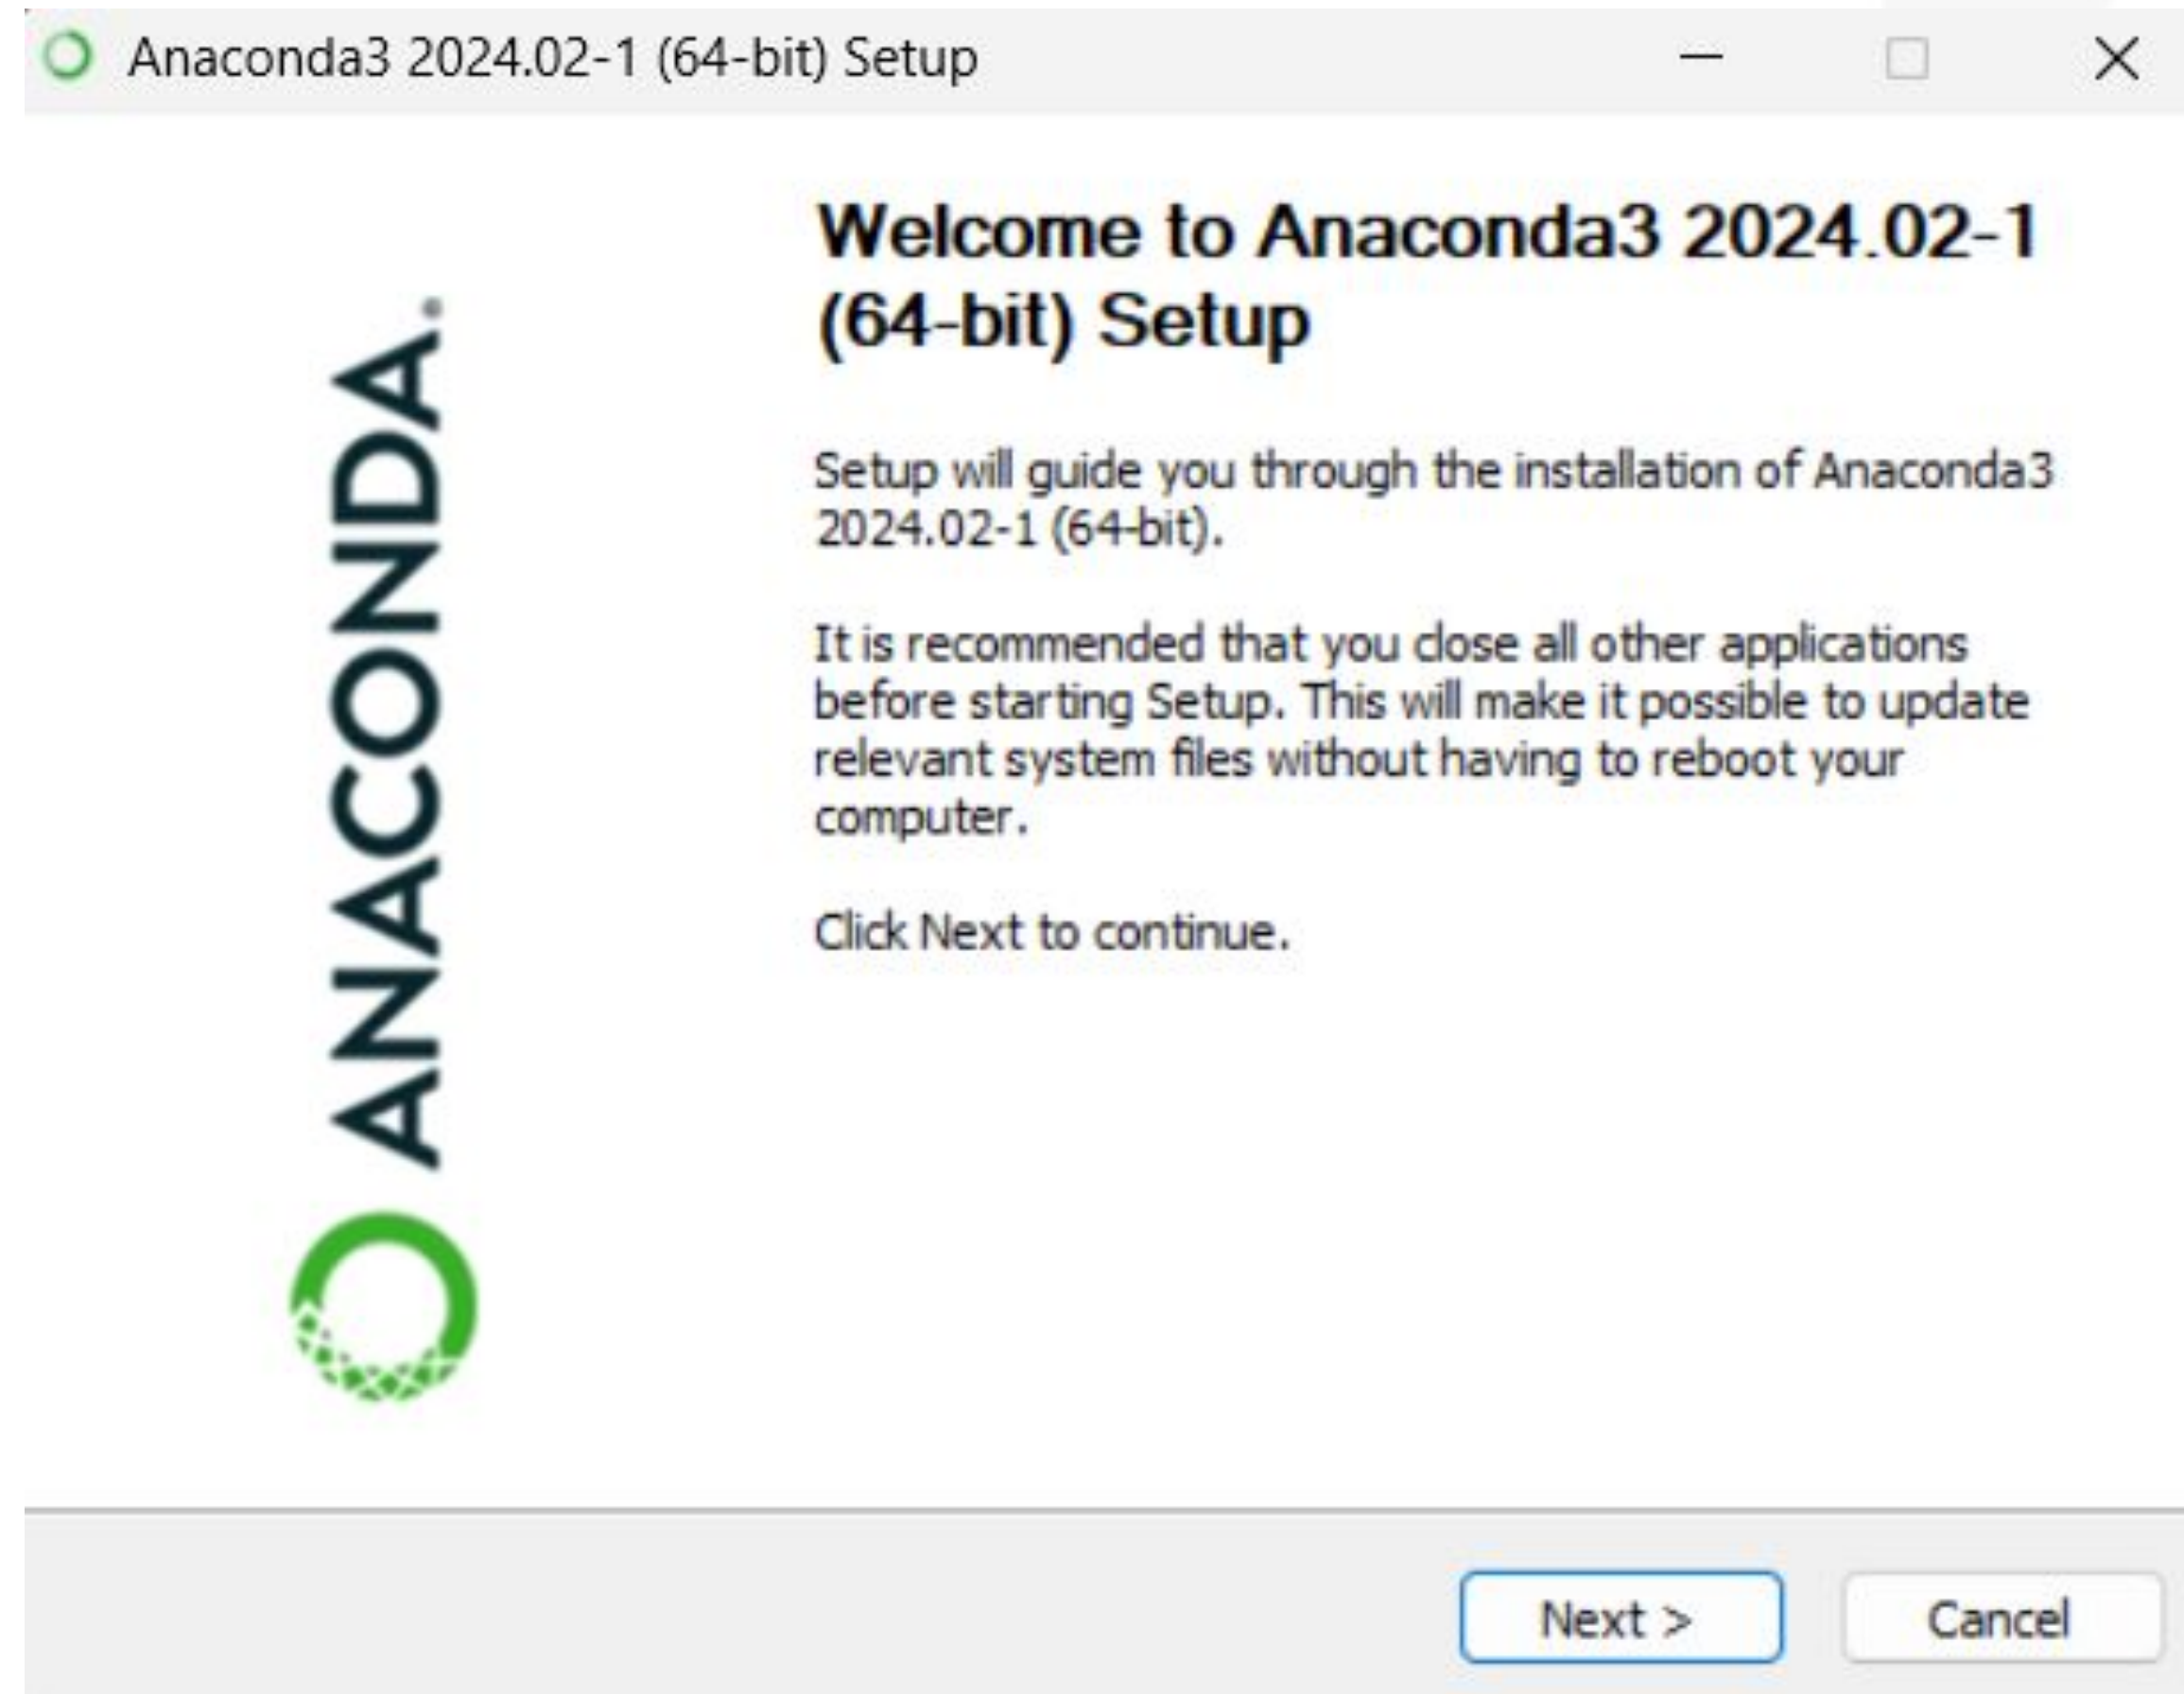 Anaconda3 2024.02-1 (64-bit) Setup
ANACONDA.
Welcome to Anaconda3 2024.02-1
(64-bit) Setup
Setup will guide you through the installation of Anaconda3
2024.02-1 (64-bit).
It is recommended that you close all other applications
before starting Setup. This will make it possible to update
relevant system files without having to reboot your
computer.
Click Next to continue.
Next >
Cancel